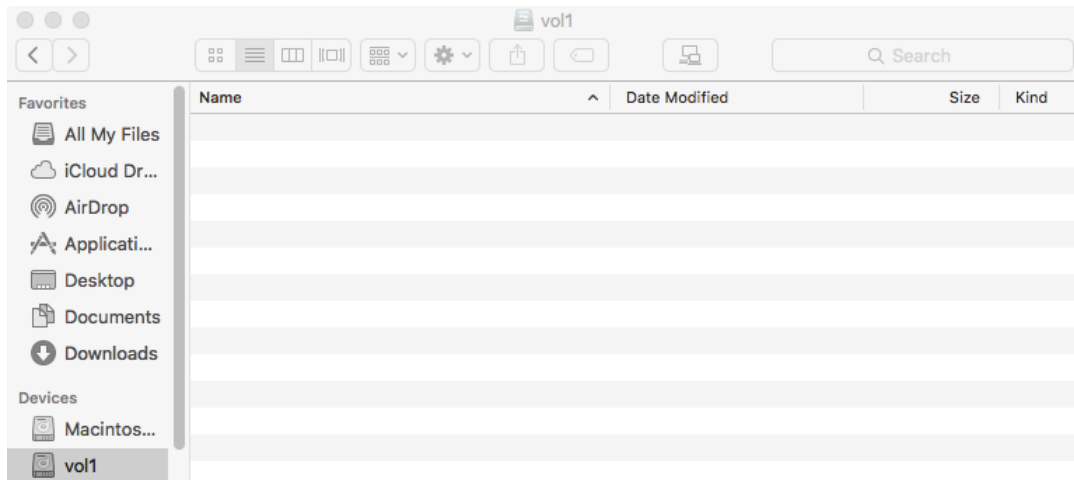 vol1
Search
Favorites
All My Files
iCloud Dr...
AirDrop
Applicati...
Desktop
Documents
Downloads
Devices
Macintos...
vol1
Name Date Modified Size Kind